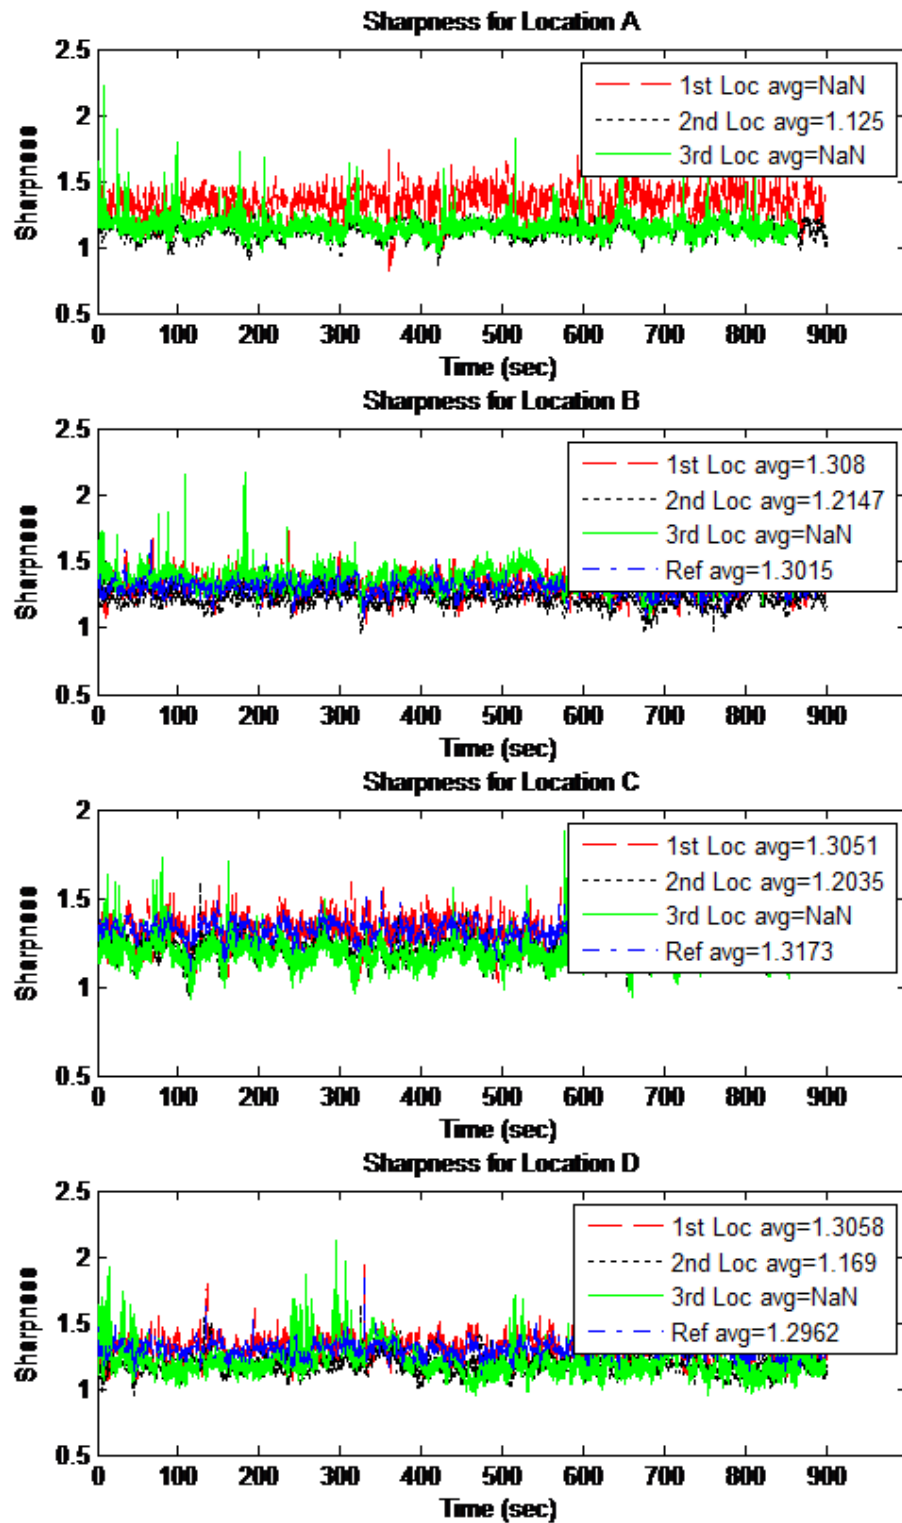 Sharpness for Location A
2.5
2
1.5
1
0.5
Sharpness
1st Loc avg=NaN
2nd Loc avg=1.125
3rd Loc avg=NaN
0 100 200 300 400 500 600 700 800 900
Time (sec)
Sharpness for Location B
2.5
2
1.5
1
0.5
Sharpness
1st Loc avg=1.308
2nd Loc avg=1.2147
3rd Loc avg=NaN
Ref avg=1.3015
0 100 200 300 400 500 600 700 800 900
Time (sec)
Sharpness for Location C
2
1.5
1
0.5
Sharpness
1st Loc avg=1.3051
2nd Loc avg=1.2035
3rd Loc avg=NaN
Ref avg=1.3173
0 100 200 300 400 500 600 700 800 900
Time (sec)
Sharpness for Location D
2.5
2
1.5
1
0.5
Sharpness
1st Loc avg=1.3058
2nd Loc avg=1.169
3rd Loc avg=NaN
Ref avg=1.2962
0 100 200 300 400 500 600 700 800 900
Time (sec)